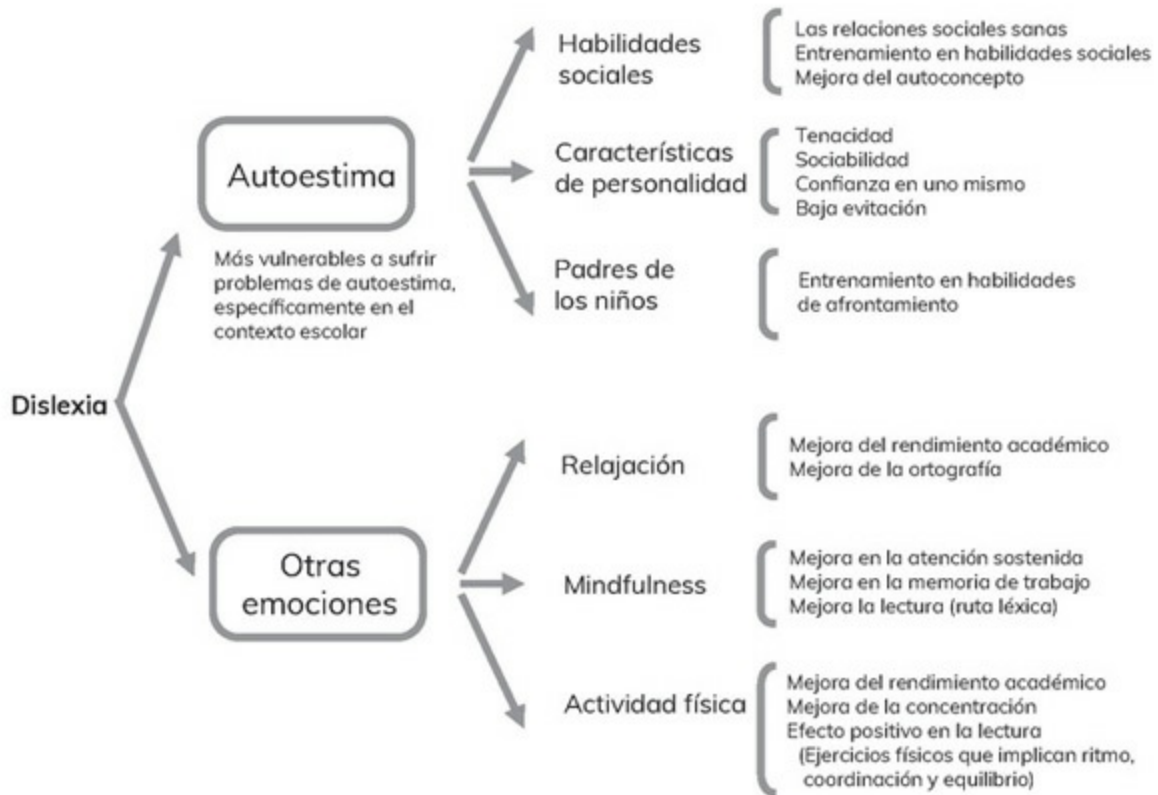 Dislexia
Autoestima
Más vulnerables a sufrir
problemas de autoestima,
específicamente en el
contexto escolar
Habilidades
sociales
Las relaciones sociales sanas
Entrenamiento en habilidades sociales
Mejora del autoconcepto
Características
de personalidad
Tenacidad
Sociabilidad
Confianza en uno mismo
Baja evitación
Padres de
los niños
Entrenamiento en habilidades
de afrontamiento
Otras
emociones
Relajación
Mejora del rendimiento académico
Mejora de la ortografía
Mindfulness
Mejora en la atención sostenida
Mejora en la memoria de trabajo
Mejora la lectura (ruta léxica)
Actividad física
Mejora del rendimiento académico
Mejora de la concentración
Efecto positivo en la lectura
(Ejercicios físicos que implican ritmo,
coordinación y equilibrio)